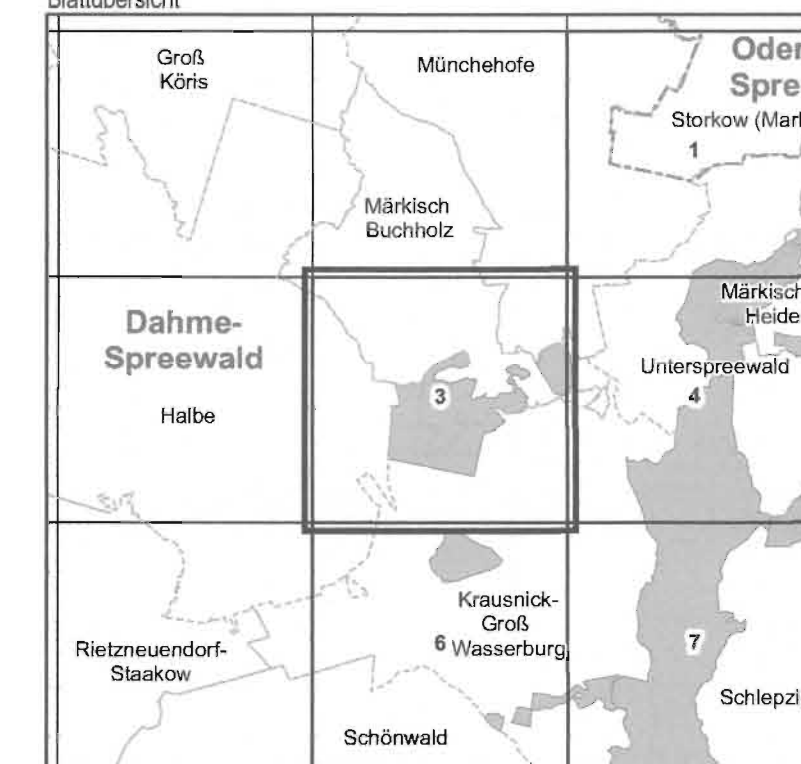 Blattübersicht
Groß
Köris
Münchehofe
Oder
Spre
Storkow (Mark
1
Märkisch
Buchholz
Märkisch
Heide
Dahme-
Spreewald
Unterspreewald
3
4
Halbe
Krausnick-
Groß
Wasserburg
6
7
Rietzneuendorf-
Staakow
Schlepzi
Schönwald